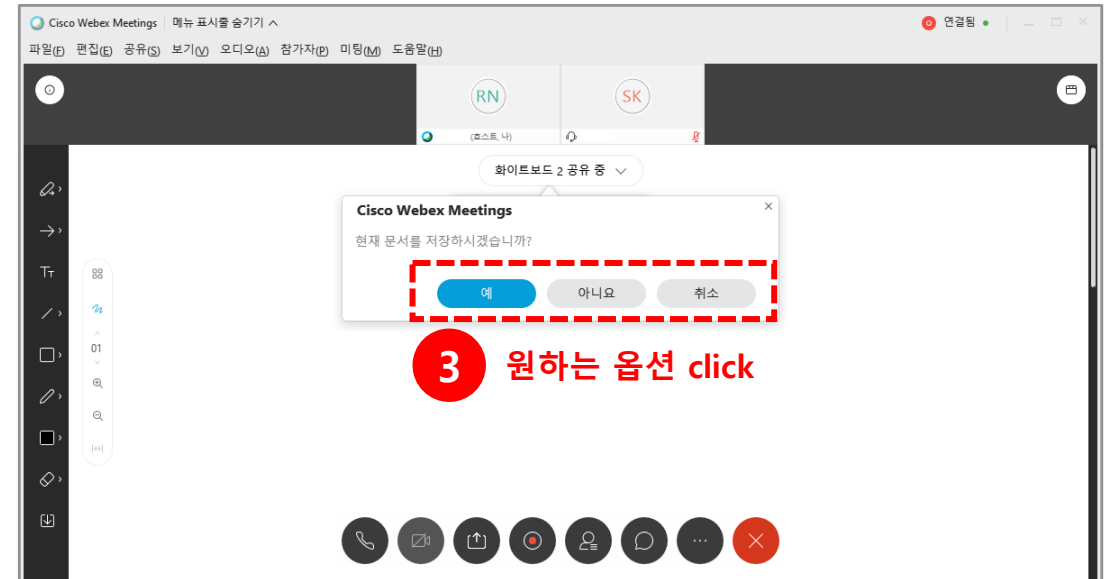 Cisco Webex Meetings 메뉴 표시줄 숨기기 연결됨
파일(F) 편집(E) 공유(S) 보기(V) 오디오(A) 참가자(P) 미팅(M) 도움말(H)
RN SK
(호스트, 나)
화이트보드 2 공유 중
Cisco Webex Meetings
현재 문서를 저장하시겠습니까?
예 아니요 취소
3 원하는 옵션 click
TT
01